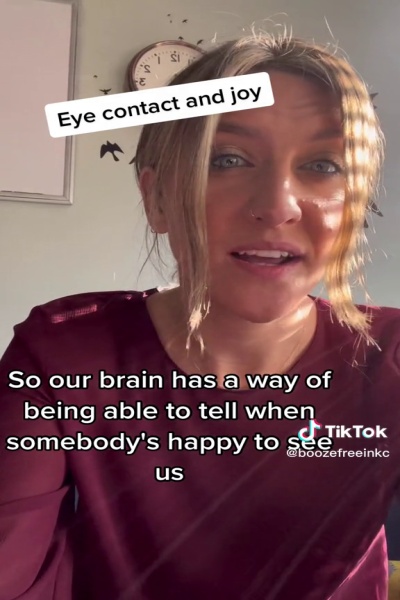 Eye contact and joy
So our brain has a way of
being able to tell when
somebody's happy to see
us
TikTok
@boozefreeinkc